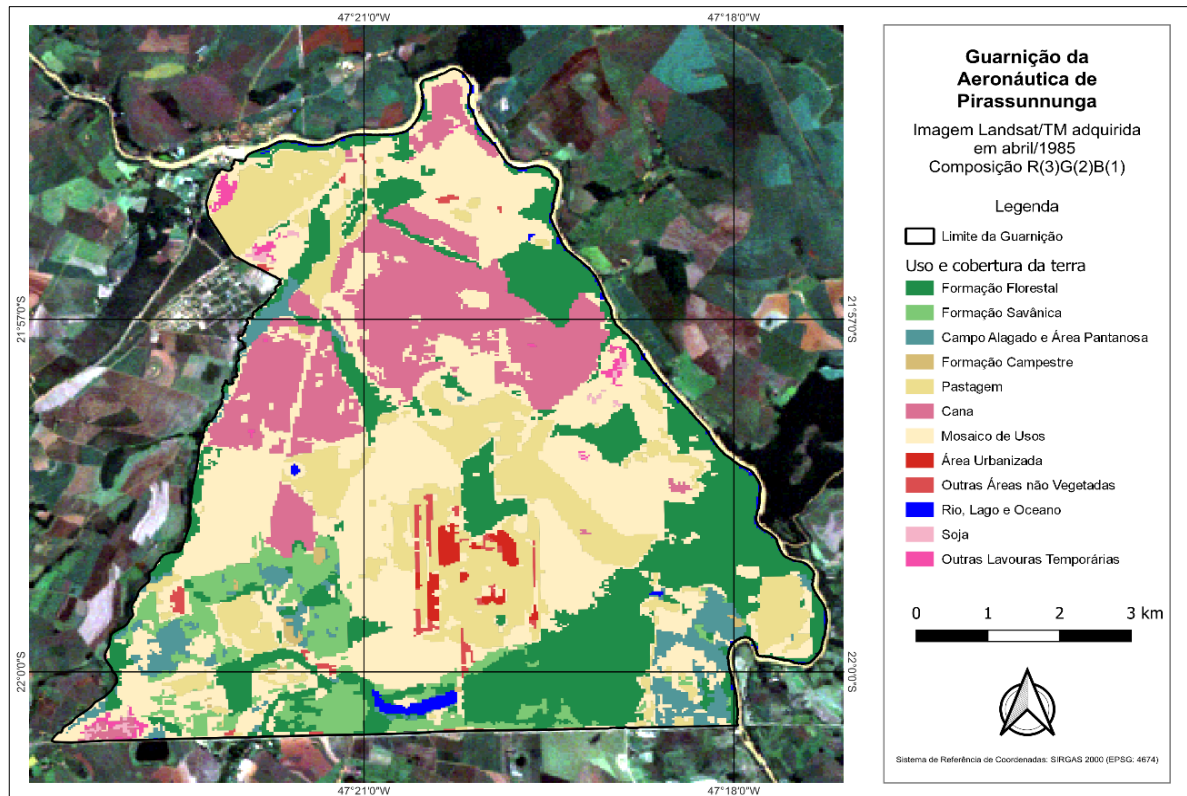 47°21'0"W
47°18'0"W
21°57'0"S
21°57'0"S
22°0'0"S
22°0'0"S
47°21'0"W
47°18'0"W
Guarnição da
Aeronáutica de
Pirassunnunga
Imagem Landsat/TM adquirida
em abril/1985
Composição R(3)G(2)B(1)
Legenda
Limite da Guarnição
Uso e cobertura da terra
Formação Florestal
Formação Savânica
Campo Alagado e Área Pantanosa
Formação Campestre
Pastagem
Cana
Mosaico de Usos
Área Urbanizada
Outras Áreas não Vegetadas
Rio, Lago e Oceano
Soja
Outras Lavouras Temporárias
0 1 2 3 km
Sistema de Referência de Coordenadas: SIRGAS 2000 (EPSG: 4674)